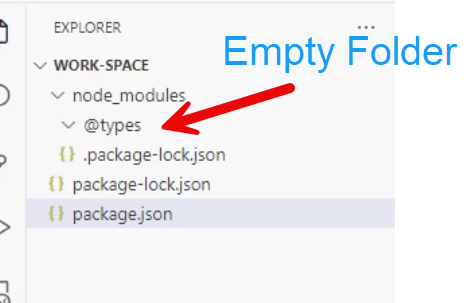 EXPLORER
Empty Folder
WORK-SPACE
node_modules
@types
{} .package-lock.json
{} package-lock.json
{} package.json